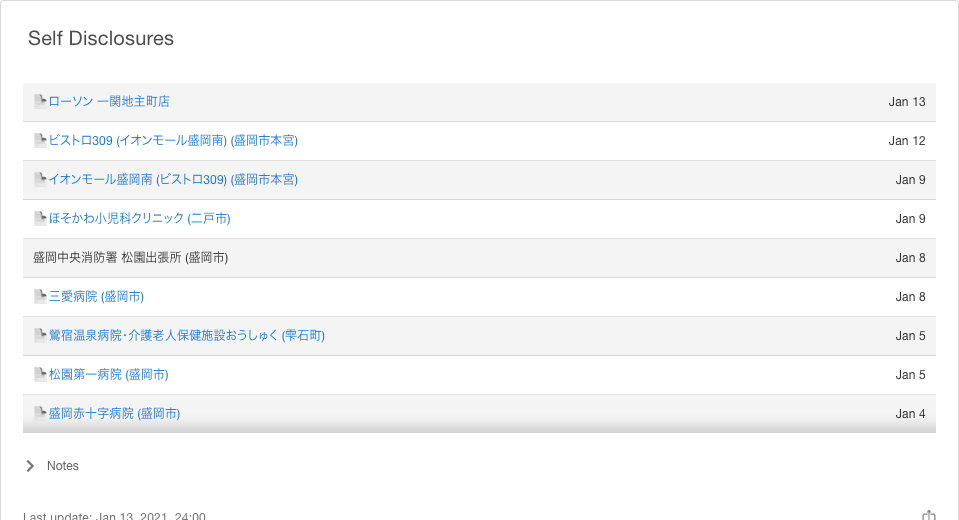 Self Disclosures
ローソン 一関地主町店 Jan 13
ビストロ309 (イオンモール盛岡南) (盛岡市本宮) Jan 12
イオンモール盛岡南 (ビストロ309) (盛岡市本宮) Jan 9
ほそかわ小児科クリニック (二戸市) Jan 9
盛岡中央消防署 松園出張所 (盛岡市) Jan 8
三愛病院 (盛岡市) Jan 8
鶯宿温泉病院･介護老人保健施設おうしゅく (雫石町) Jan 5
松園第一病院 (盛岡市) Jan 5
盛岡赤十字病院 (盛岡市) Jan 4
Notes
Last update: Jan 13, 2021, 24:00